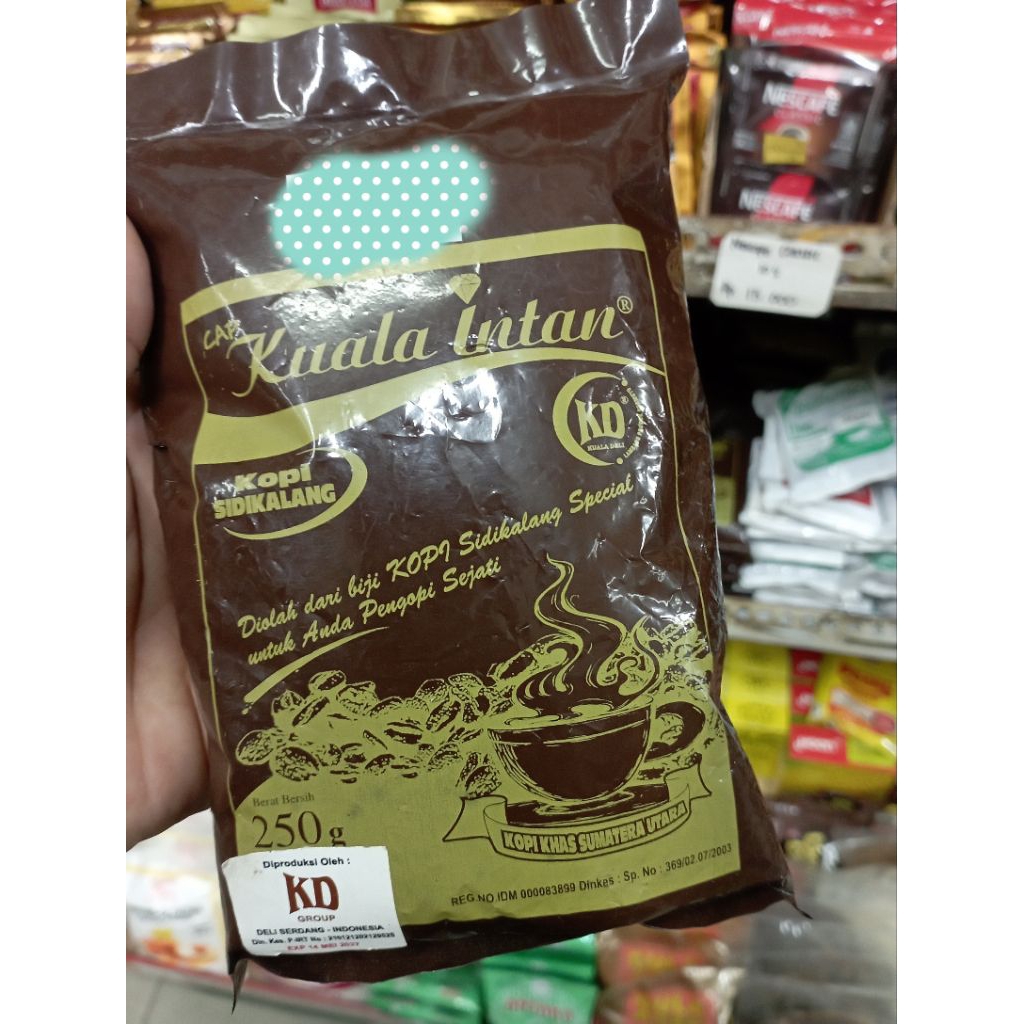 CAP
Kuala Intan®
KD®
KUALA DELI
Kopi
SIDIKALANG
Diolah dari biji KOPI Sidikalang Special
untuk Anda Pengopi Sejati
Berat Bersih
250 g
KOPI KHAS SUMATERA UTARA
REG.NO.IDM 000083899 Dinkes : Sp. No : 369/02.07/2003
Diproduksi Oleh :
KD
GROUP
DELI SERDANG - INDONESIA
NESCAFE
CLASSIC
NESCAFE